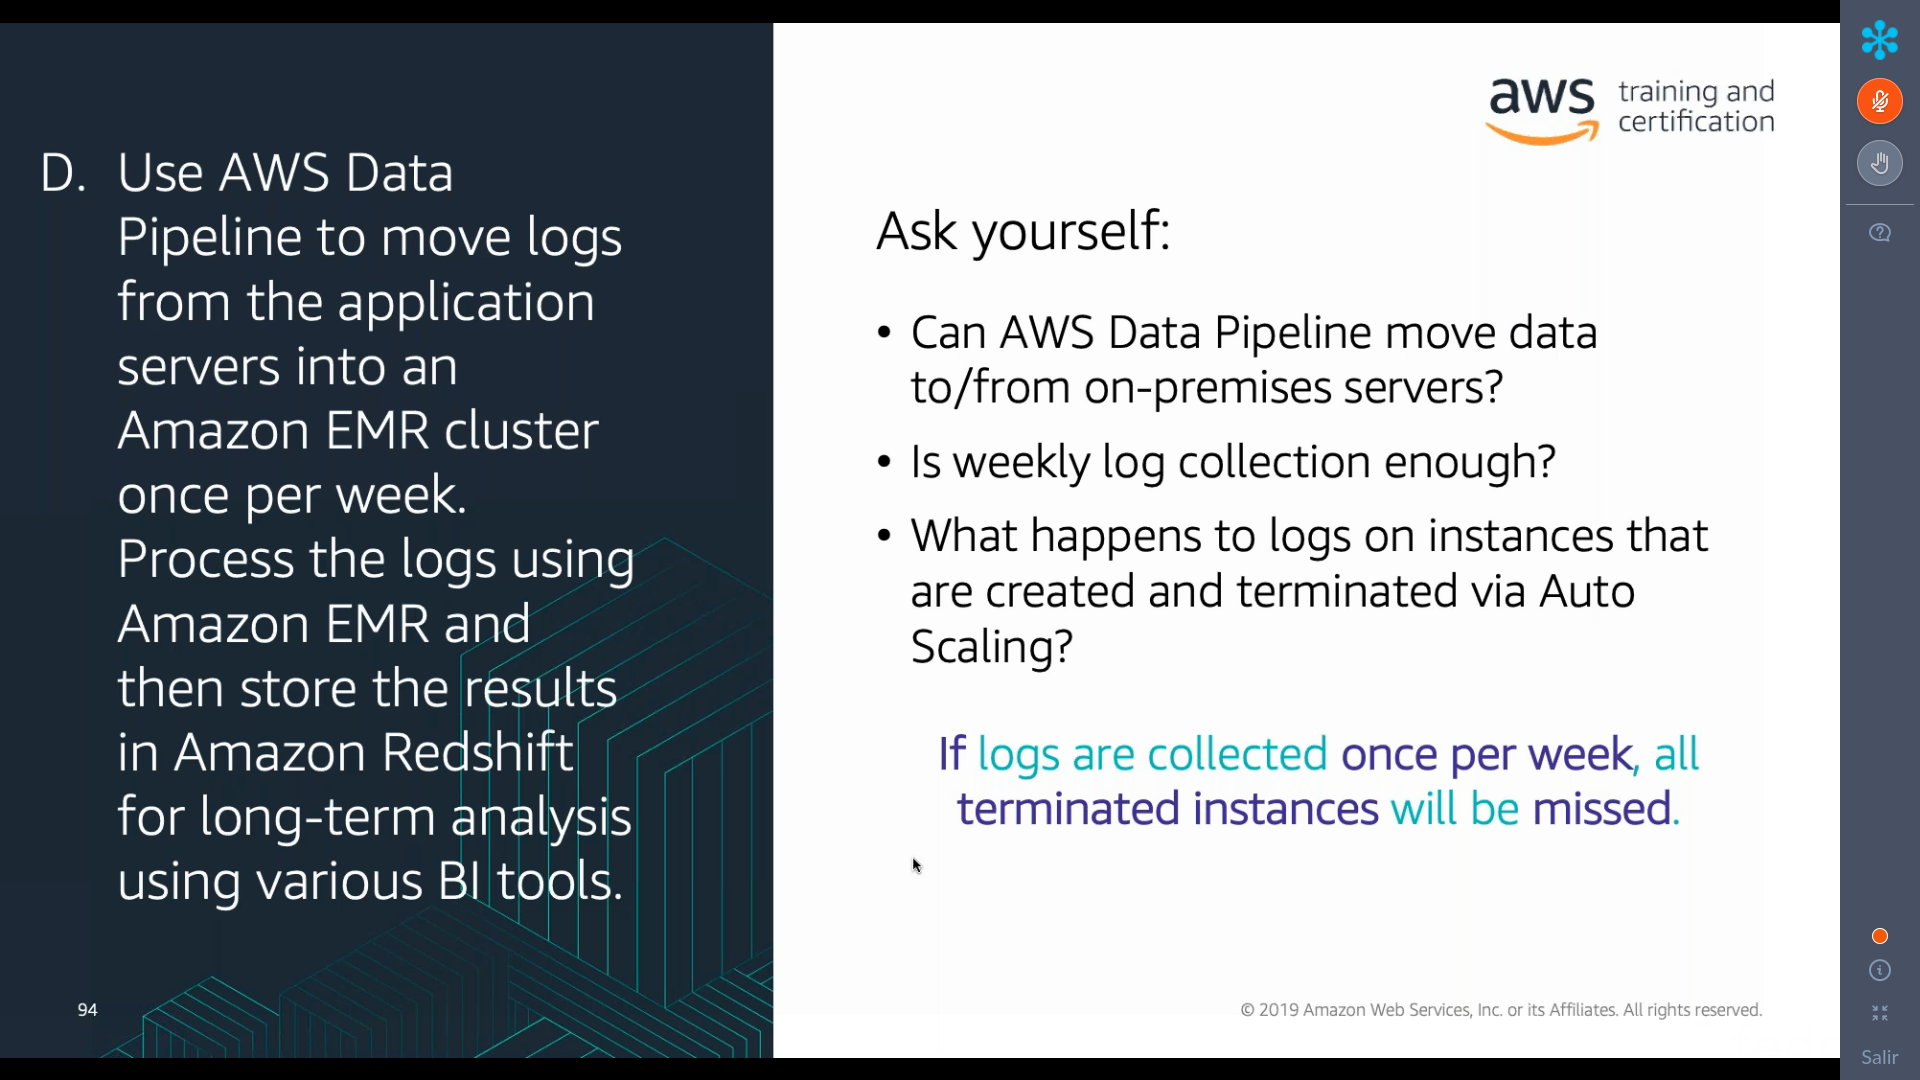 D. Use AWS Data
Pipeline to move logs
from the application
servers into an
Amazon EMR cluster
once per week.
Process the logs using
Amazon EMR and
then store the results
in Amazon Redshift
for long-term analysis
using various BI tools.
94
aws training and
certification
Ask yourself:
• Can AWS Data Pipeline move data
to/from on-premises servers?
• Is weekly log collection enough?
• What happens to logs on instances that
are created and terminated via Auto
Scaling?
If logs are collected once per week, all
terminated instances will be missed.
© 2019 Amazon Web Services, Inc. or its Affiliates. All rights reserved.
Salir